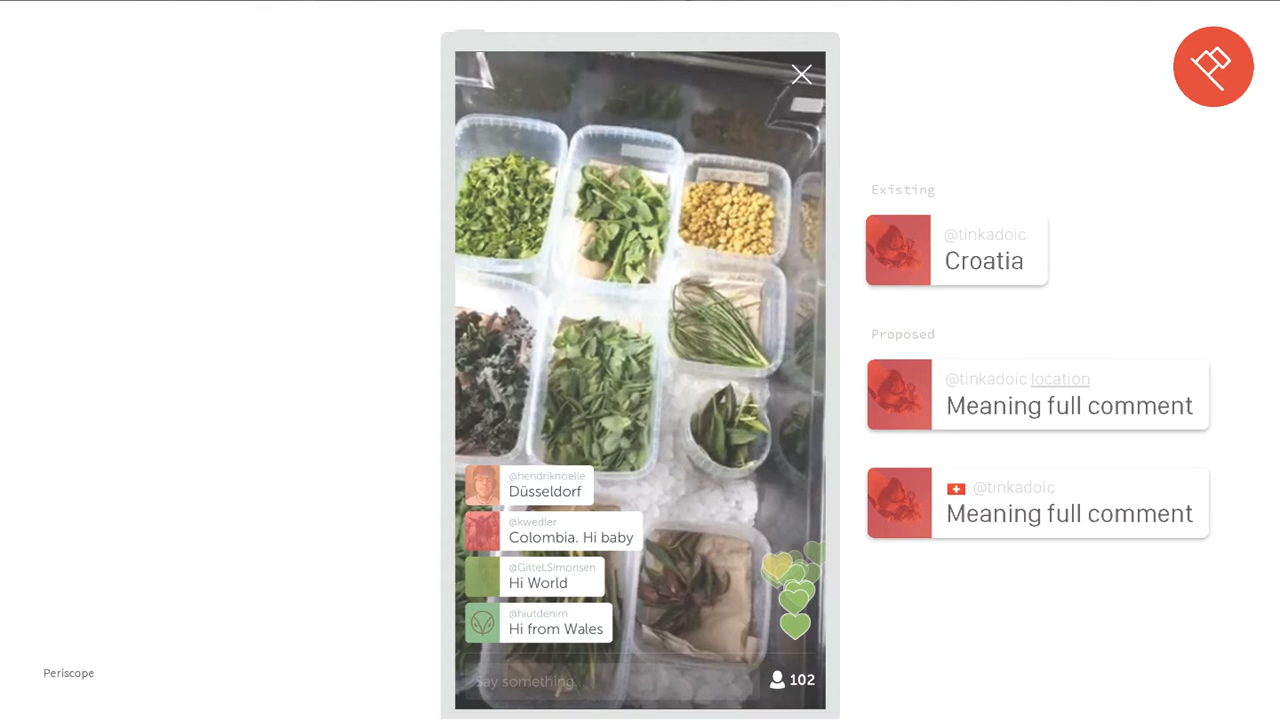 Existing
@tinkadoic
Croatia
Proposed
@tinkadoic location
Meaning full comment
@tinkadoic
Meaning full comment
@hendriknoelle
Düsseldorf
@kwedler
Colombia. Hi baby
@GitteLSimonsen
Hi World
@hiutdenim
Hi from Wales
Say something...
102
Periscope